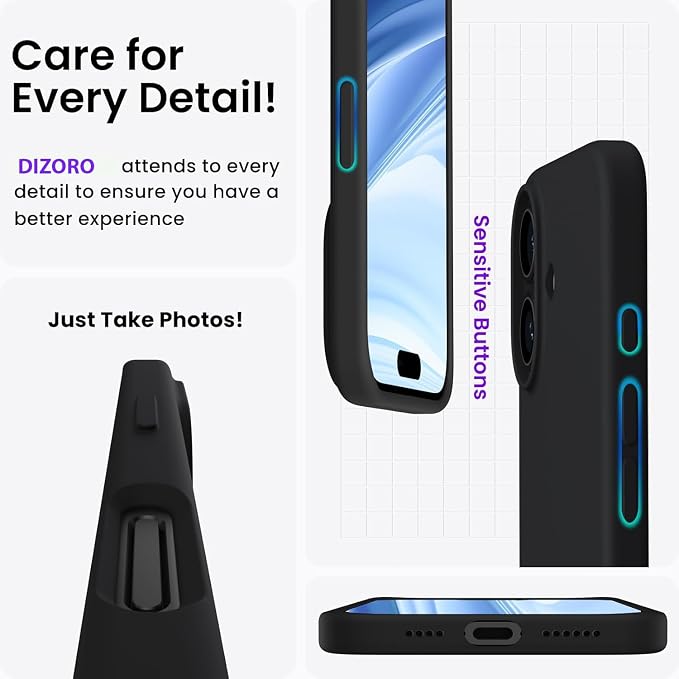 Care for
Every Detail!
DIZORO attends to every
detail to ensure you have a
better experience
Just Take Photos!
Sensitive Buttons